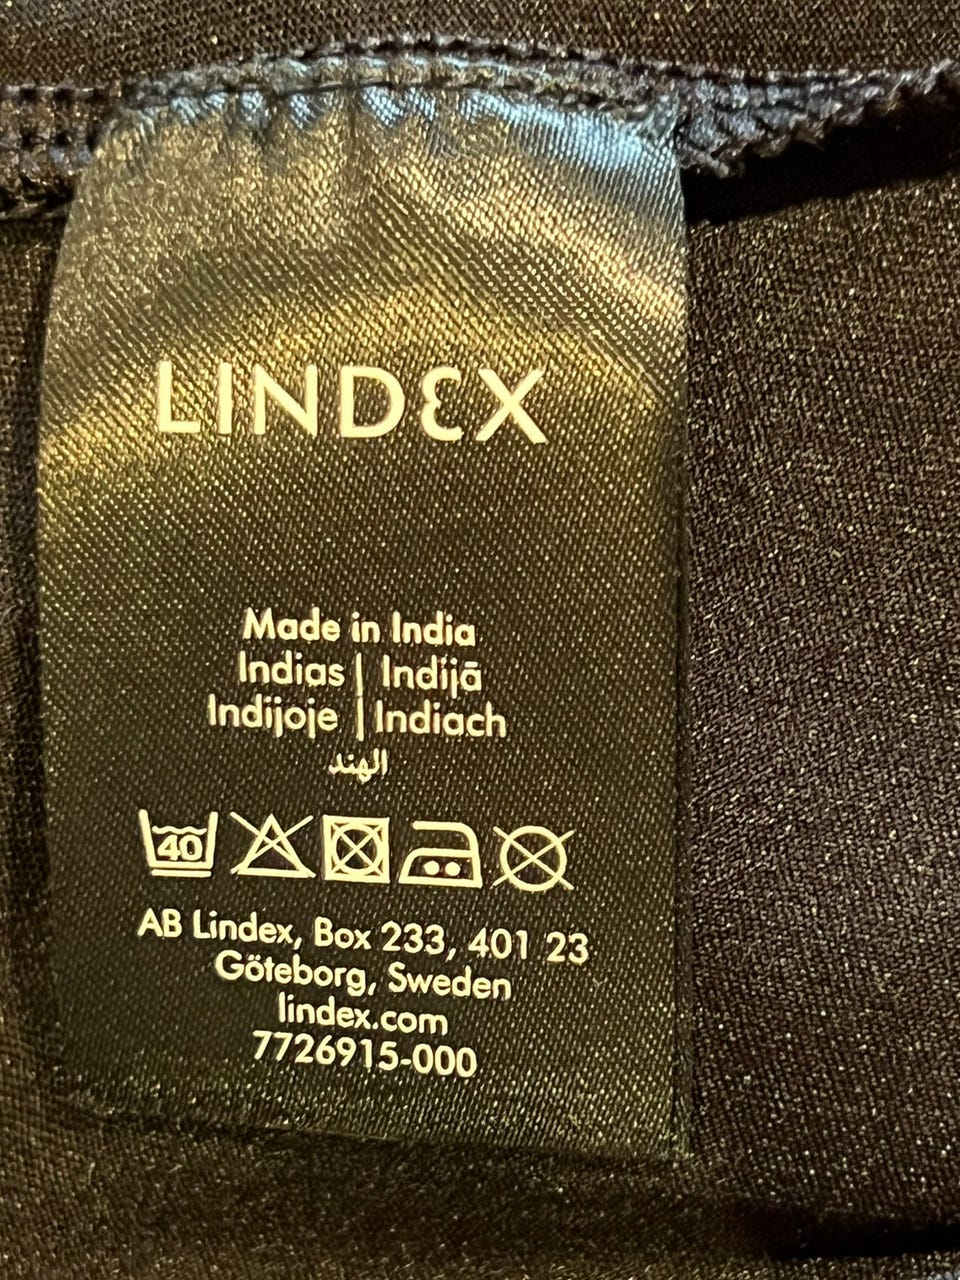 LINDEX
Made in India
Indias | Indijā
Indijoje | Indiach
الهند
40
AB Lindex, Box 233, 401 23
Göteborg, Sweden
lindex.com
7726915-000